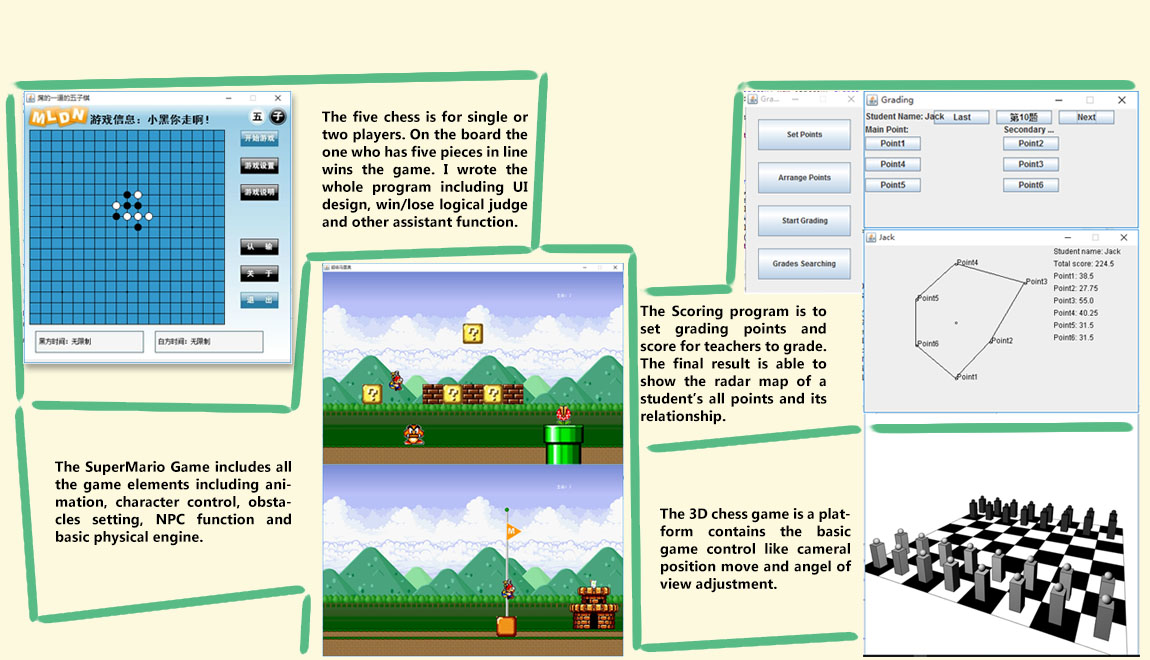 屌的一逼的五子棋
MLDN
游戏信息：小黑你走啊！
五 子
开始游戏
游戏设置
游戏说明
认 输
关 于
退 出
黑方时间：无限制
白方时间：无限制
The five chess is for single or
two players. On the board the
one who has five pieces in line
wins the game. I wrote the
whole program including UI
design, win/lose logical judge
and other assistant function.
The SuperMario Game includes all
the game elements including ani-
mation, character control, obsta-
cles setting, NPC function and
basic physical engine.
?
? ? ?
M
Gra...
Set Points
Arrange Points
Start Grading
Grades Searching
Grading
Student Name: Jack Last 第10题 Next
Main Point: Secondary ...
Point1 Point2
Point4 Point3
Point5 Point6
The Scoring program is to
set grading points and
score for teachers to grade.
The final result is able to
show the radar map of a
student's all points and its
relationship.
Jack
Point4
Point3
Point5
Point6
Point2
Point1
Student name: Jack
Total score: 224.5
Point1: 38.5
Point2: 27.75
Point3: 55.0
Point4: 40.25
Point5: 31.5
Point6: 31.5
The 3D chess game is a plat-
form contains the basic
game control like cameral
position move and angel of
view adjustment.